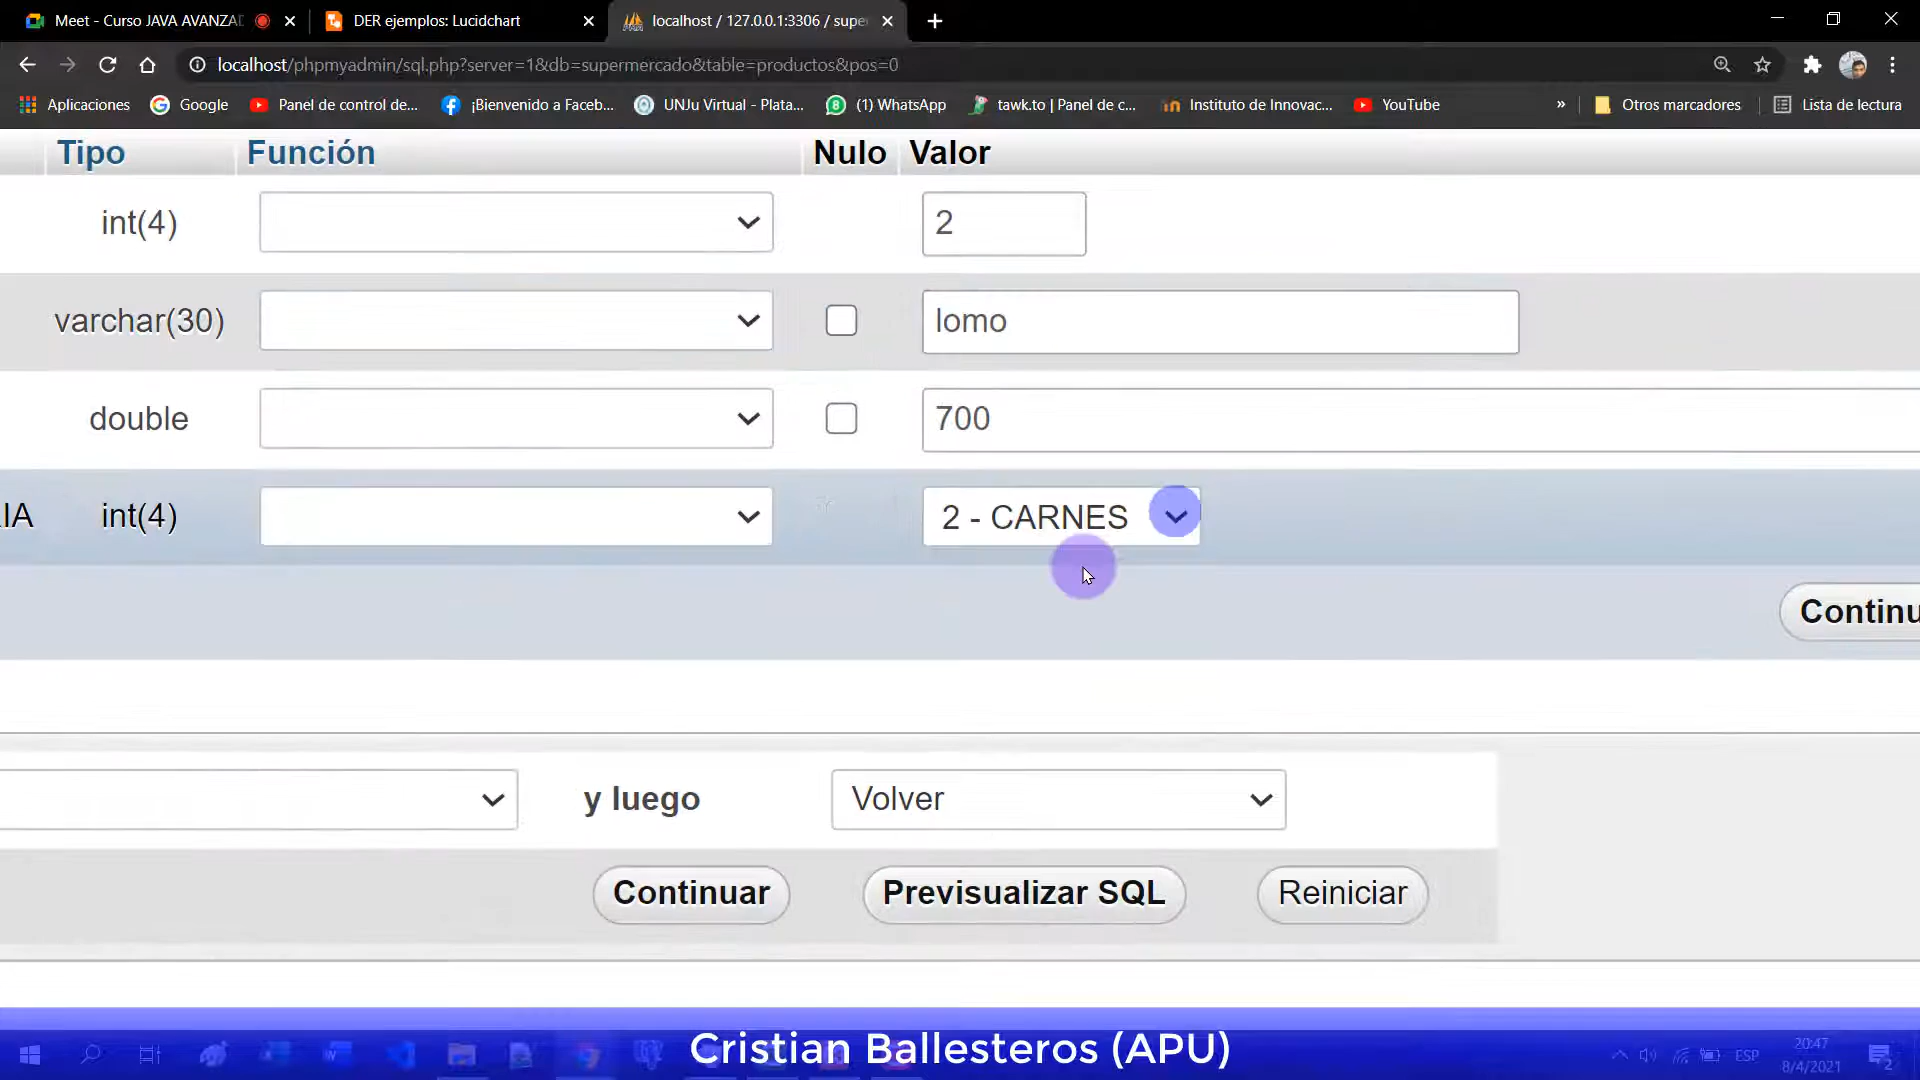 Meet - Curso JAVA AVANZAD
DER ejemplos: Lucidchart
localhost / 127.0.0.1:3306 / supe
localhost/phpmyadmin/sql.php?server=1&db=supermercado&table=productos&pos=0
Aplicaciones
Google
Panel de control de...
¡Bienvenido a Faceb...
UNJu Virtual - Plata...
(1) WhatsApp
tawk.to | Panel de c...
Instituto de Innovac...
YouTube
»
Otros marcadores
Lista de lectura
Tipo Función Nulo Valor
int(4) 2
varchar(30) lomo
double 700
IA int(4) 2 - CARNES
Continu
y luego Volver
Continuar Previsualizar SQL Reiniciar
Cristian Ballesteros (APU)
ESP
20:47
8/4/2021